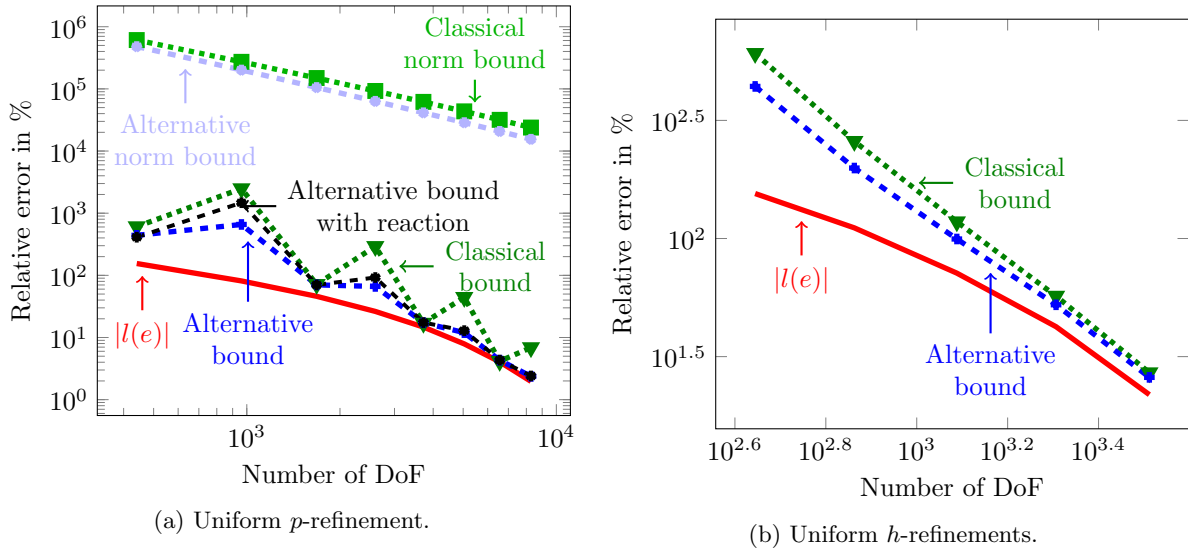 10^6
10^5
10^4
10^3
10^2
10^1
10^0
Relative error in %
Classical
norm bound
Alternative
norm bound
Alternative bound
with reaction
Classical
bound
|l(e)|
Alternative
bound
10^3
10^4
Number of DoF
(a) Uniform p-refinement.
10^2.5
10^2
10^1.5
Relative error in %
Classical
bound
|l(e)|
Alternative
bound
10^2.6
10^2.8
10^3
10^3.2
10^3.4
Number of DoF
(b) Uniform h-refinements.